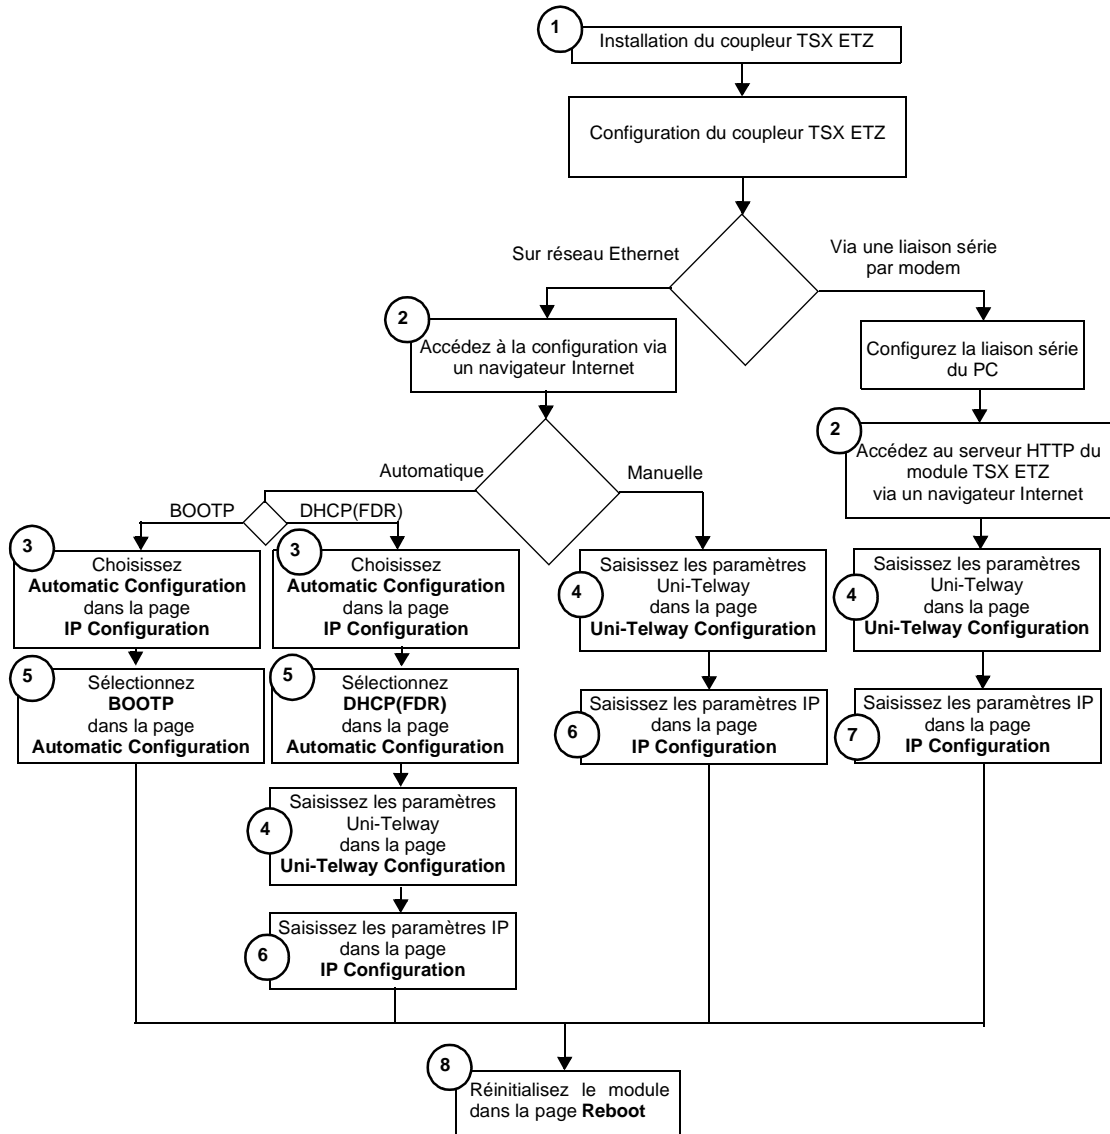 1
Installation du coupleur TSX ETZ
Configuration du coupleur TSX ETZ
Sur réseau Ethernet
Via une liaison série
par modem
2
Accédez à la configuration via
un navigateur Internet
Configurez la liaison série
du PC
2
Accédez au serveur HTTP du
module TSX ETZ
via un navigateur Internet
Automatique
Manuelle
BOOTP
DHCP(FDR)
3
Choisissez
Automatic Configuration
dans la page
IP Configuration
3
Choisissez
Automatic Configuration
dans la page
IP Configuration
4
Saisissez les paramètres
Uni-Telway
dans la page
Uni-Telway Configuration
4
Saisissez les paramètres
Uni-Telway
dans la page
Uni-Telway Configuration
5
Sélectionnez
BOOTP
dans la page
Automatic Configuration
5
Sélectionnez
DHCP(FDR)
dans la page
Automatic Configuration
6
Saisissez les paramètres IP
dans la page
IP Configuration
7
Saisissez les paramètres IP
dans la page
IP Configuration
4
Saisissez les paramètres
Uni-Telway
dans la page
Uni-Telway Configuration
6
Saisissez les paramètres IP
dans la page
IP Configuration
8
Réinitialisez le module
dans la page Reboot